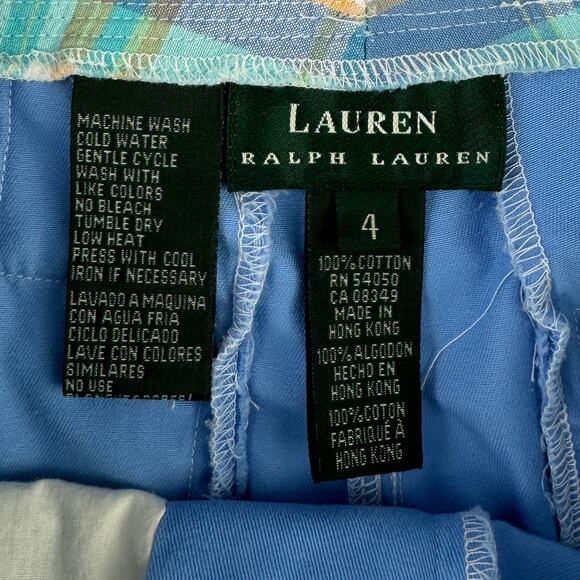 MACHINE WASH
COLD WATER
GENTLE CYCLE
WASH WITH
LIKE COLORS
NO BLEACH
TUMBLE DRY
LOW HEAT
PRESS WITH COOL
IRON IF NECESSARY
LAVADO A MAQUINA
CON AGUA FRIA
CICLO DELICADO
LAVE CON COLORES
SIMILARES
NO USE
LAUREN
RALPH LAUREN
4
100% COTTON
RN 54050
CA 08349
MADE IN
HONG KONG
100% ALGODON
HECHO EN
HONG KONG
100% COTON
FABRIQUÉ À
HONG KONG